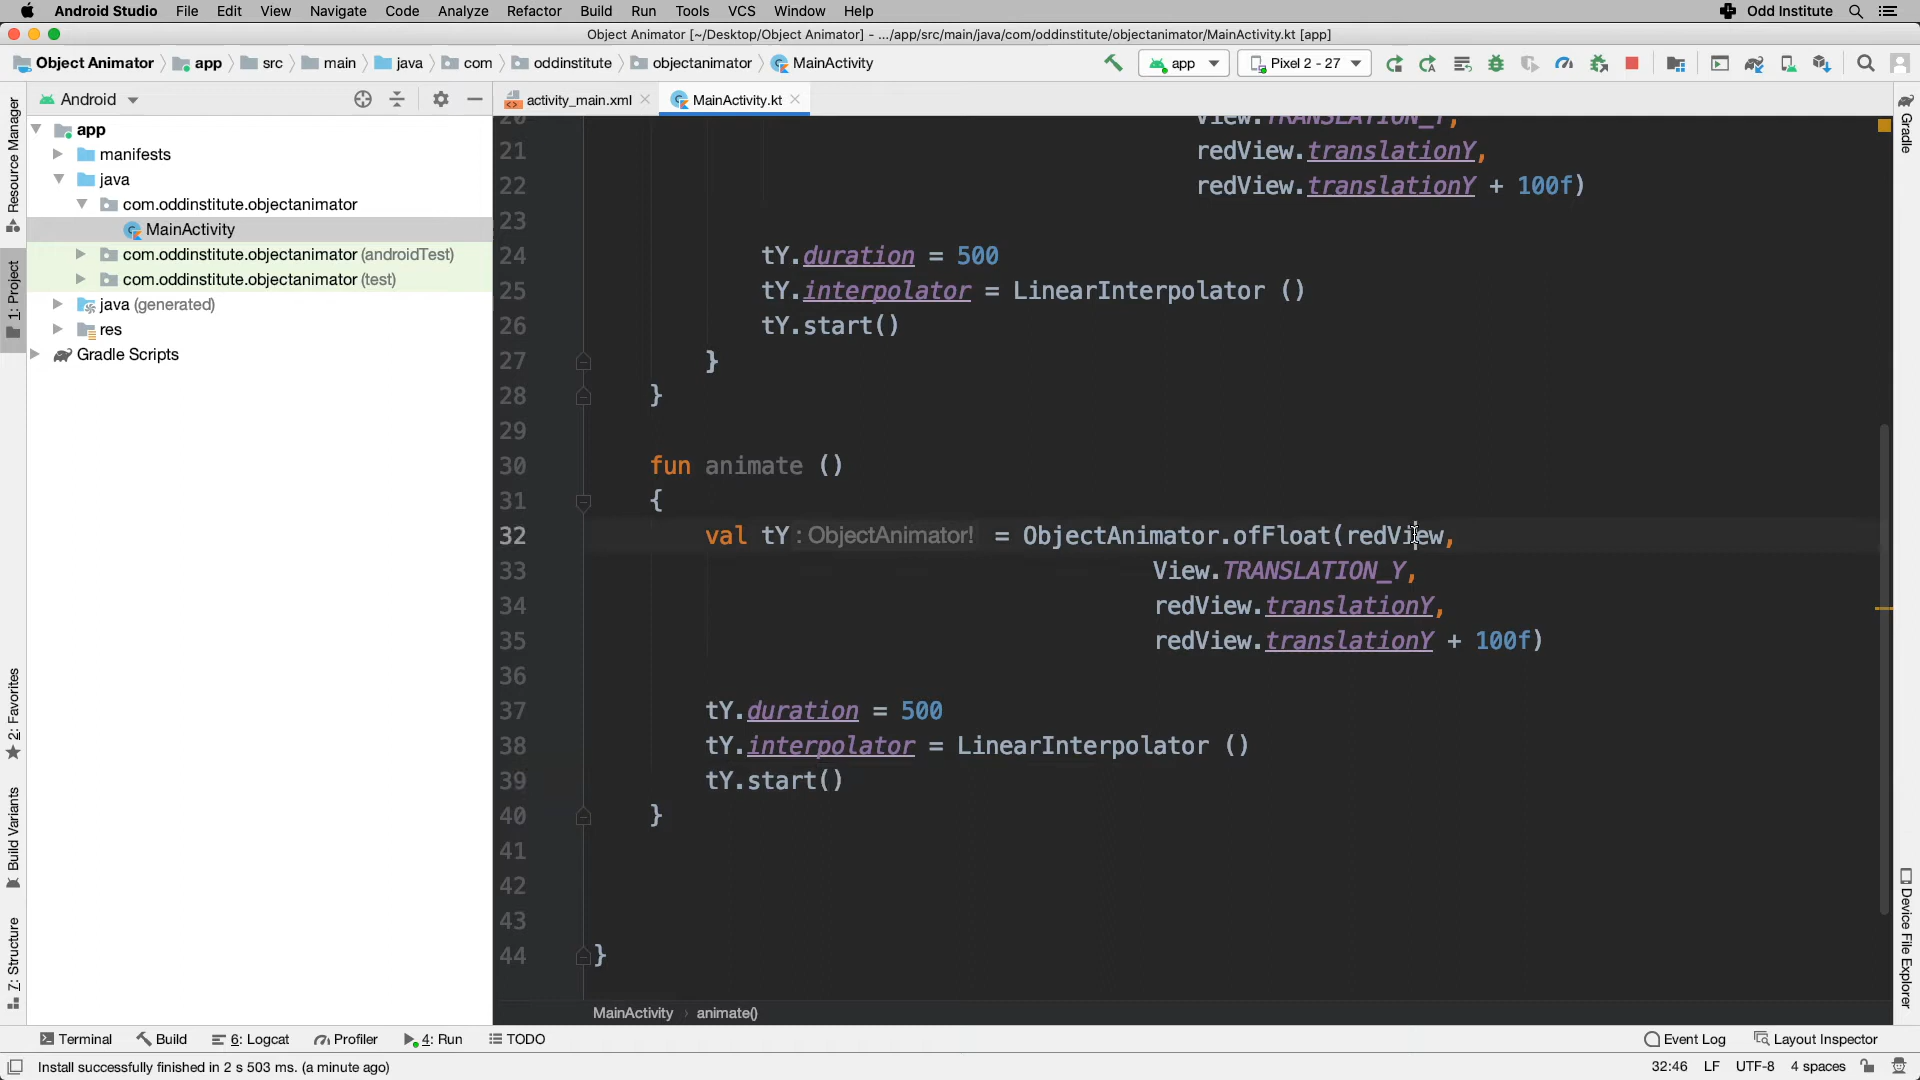 Android Studio File Edit View Navigate Code Analyze Refactor Build Run Tools VCS Window Help Odd Institute
Object Animator [~/Desktop/Object Animator] - .../app/src/main/java/com/oddinstitute/objectanimator/MainActivity.kt [app]
Object Animator app src main java com oddinstitute objectanimator MainActivity app Pixel 2 - 27
Android activity_main.xml MainActivity.kt
app
manifests
java
com.oddinstitute.objectanimator
MainActivity
com.oddinstitute.objectanimator (androidTest)
com.oddinstitute.objectanimator (test)
java (generated)
res
Gradle Scripts
Resource Manager
1: Project
2: Favorites
Build Variants
7: Structure
20 View.TRANSLATION_Y,
21 redView.translationY,
22 redView.translationY + 100f)
23
24 tY.duration = 500
25 tY.interpolator = LinearInterpolator ()
26 tY.start()
27 }
28 }
29
30 fun animate ()
31 {
32 val tY : ObjectAnimator! = ObjectAnimator.ofFloat(redView,
33 View.TRANSLATION_Y,
34 redView.translationY,
35 redView.translationY + 100f)
36
37 tY.duration = 500
38 tY.interpolator = LinearInterpolator ()
39 tY.start()
40 }
41
42
43
44 }
Gradle
Device File Explorer
MainActivity › animate()
Terminal Build 6: Logcat Profiler 4: Run TODO Event Log Layout Inspector
Install successfully finished in 2 s 503 ms. (a minute ago) 32:46 LF UTF-8 4 spaces